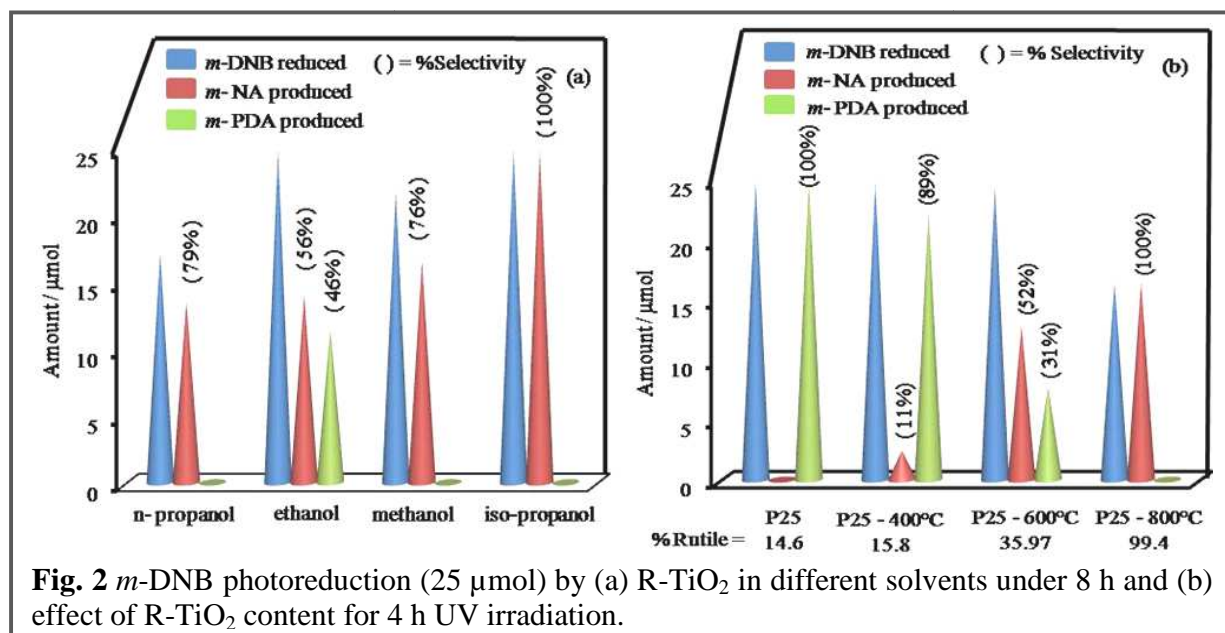 m-DNB reduced ( ) = %Selectivity (a)
m- NA produced
m- PDA produced
(100%)
25
20
15
10
5
0
Amount/ µmol
(79%)
(56%)
(46%)
(76%)
n-propanol ethanol methanol iso-propanol
m-DNB reduced ( ) = % Selectivity (b)
m- NA produced
m- PDA produced
25
20
15
10
5
0
Amount/ µmol
(100%)
(11%)
(89%)
(52%)
(31%)
(100%)
P25 P25 - 400ºC P25 - 600ºC P25 - 800ºC
%Rutile = 14.6 15.8 35.97 99.4
Fig. 2 m-DNB photoreduction (25 µmol) by (a) R-TiO₂ in different solvents under 8 h and (b)
effect of R-TiO₂ content for 4 h UV irradiation.